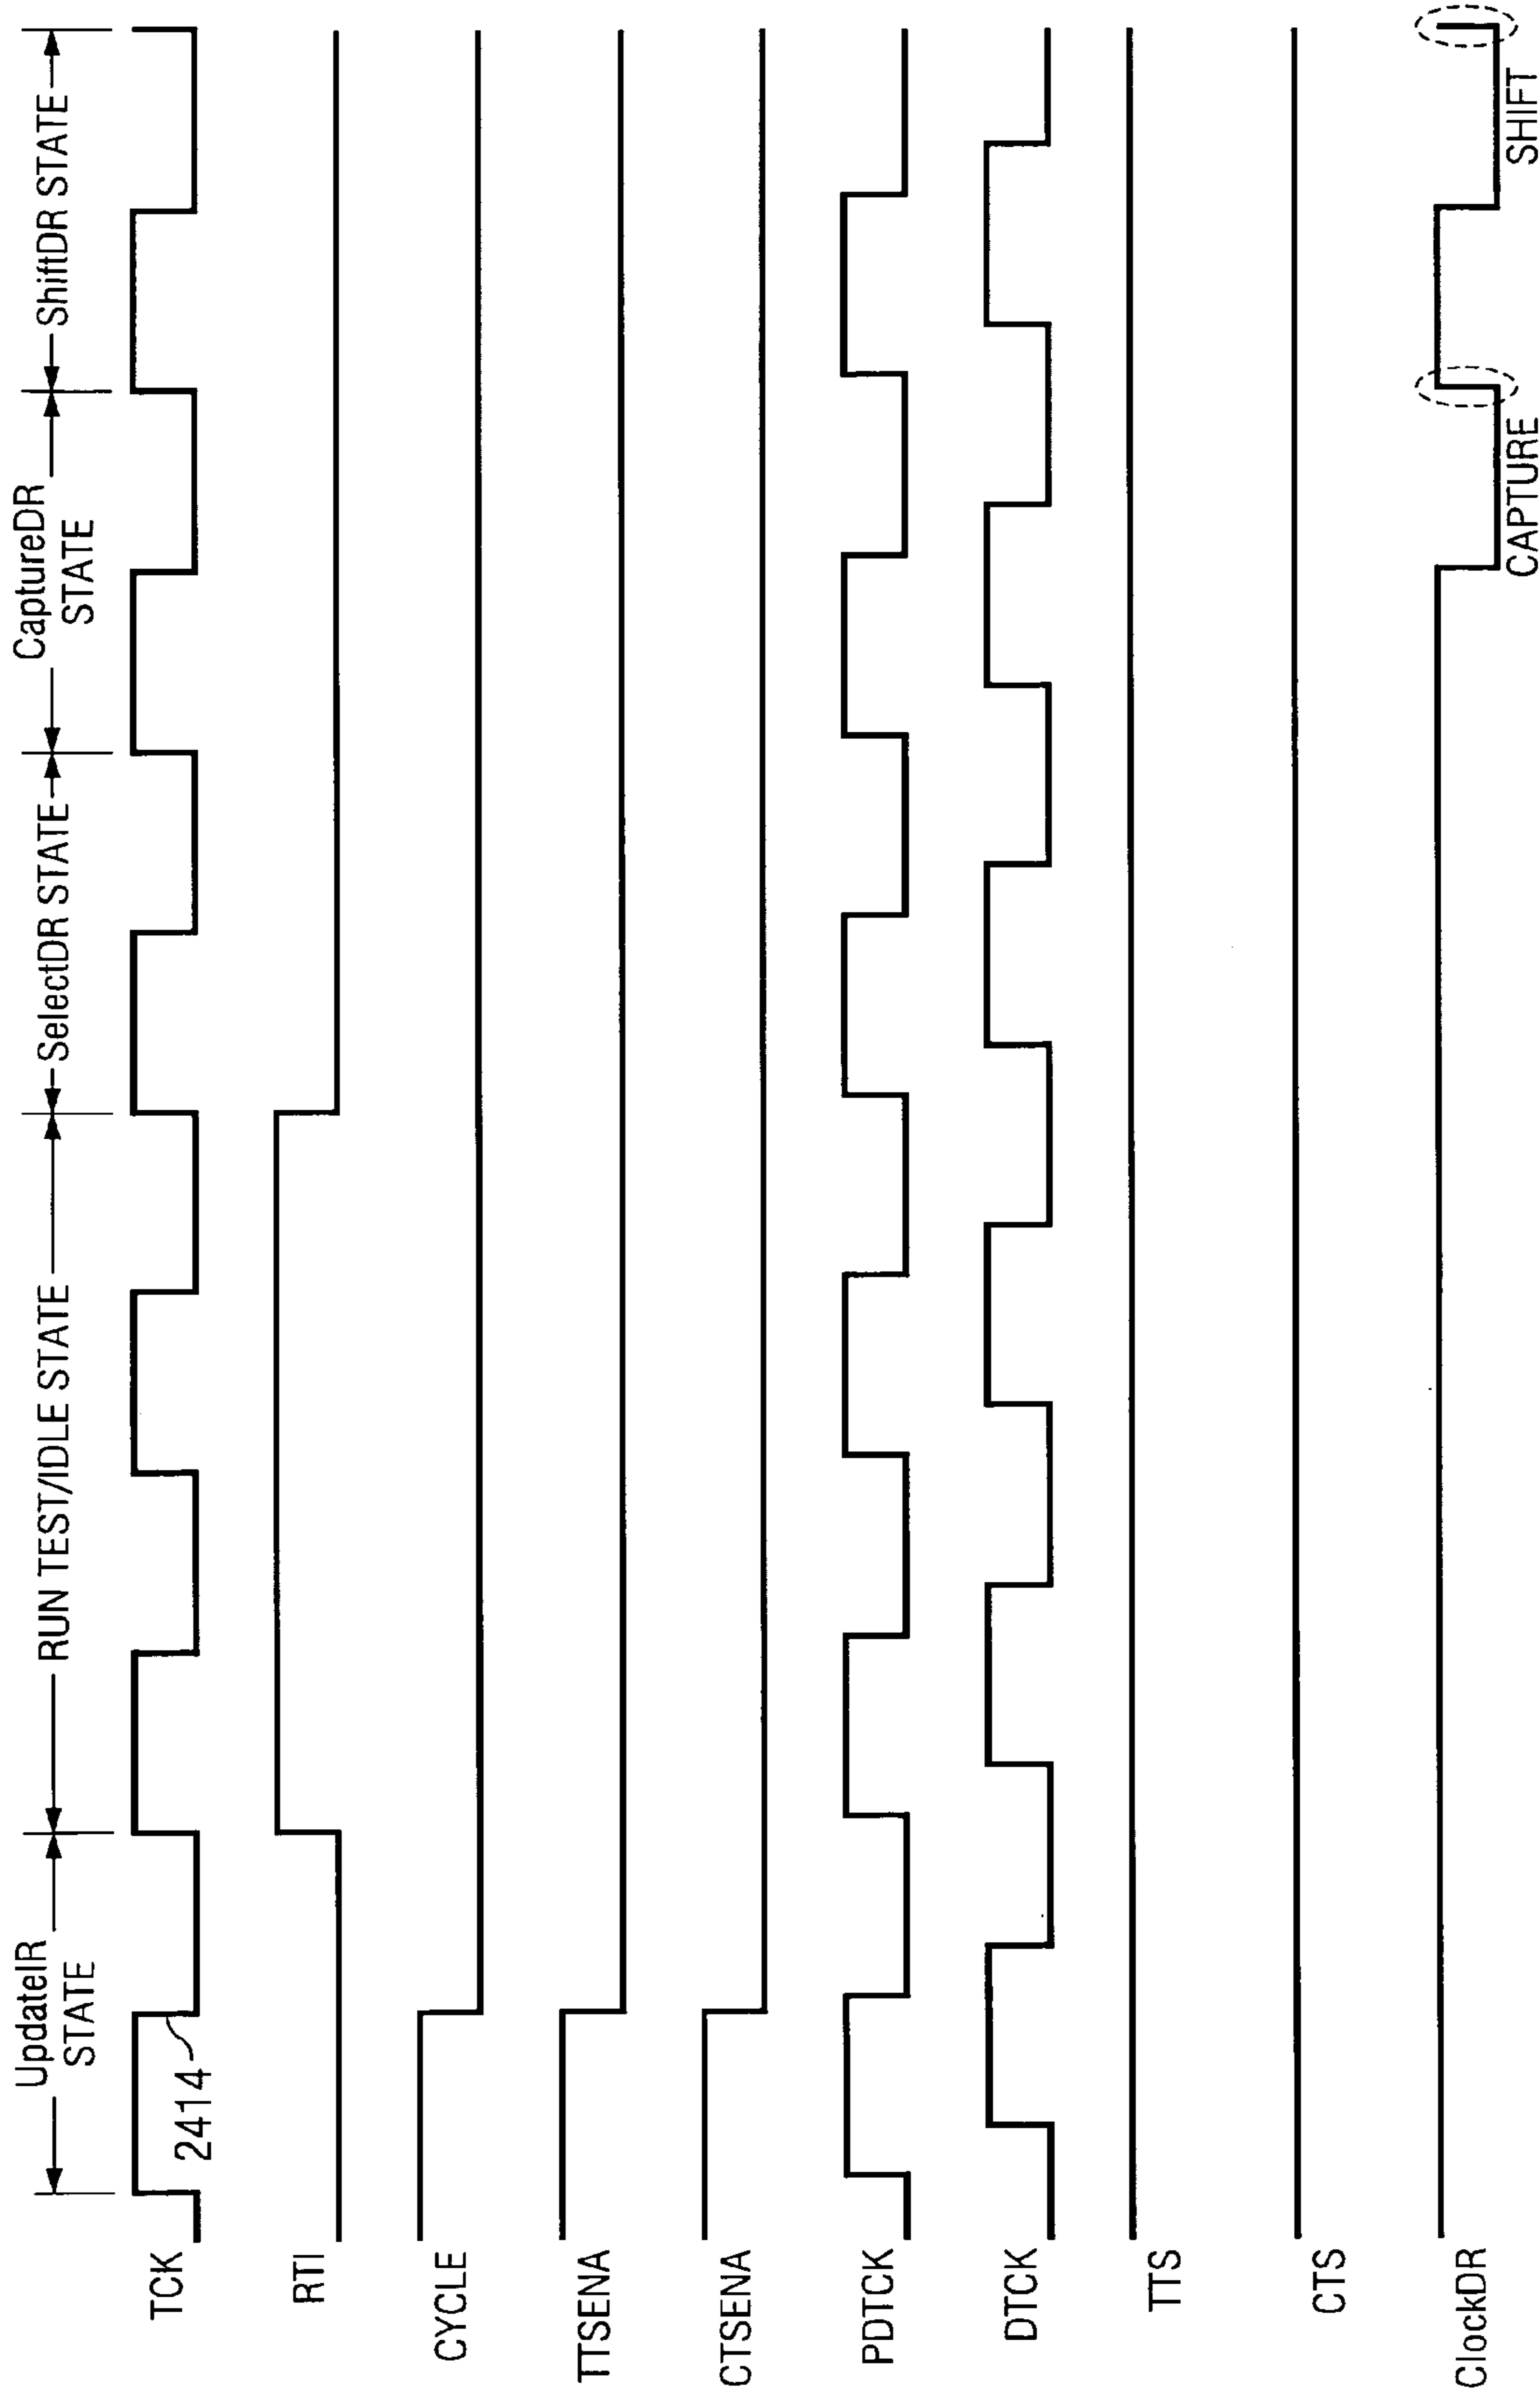 UpdateIR
STATE
RUN TEST/IDLE STATE
SelectDR STATE
CaptureDR
STATE
ShiftDR STATE
TCK
2414
RTI
CYCLE
TTSENA
CTSENA
PDTCK
DTCK
TTS
CTS
ClockDR
CAPTURE
SHIFT